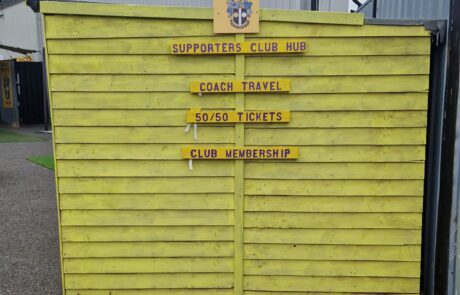 SUPPORTERS CLUB HUB
COACH TRAVEL
50/50 TICKETS
CLUB MEMBERSHIP